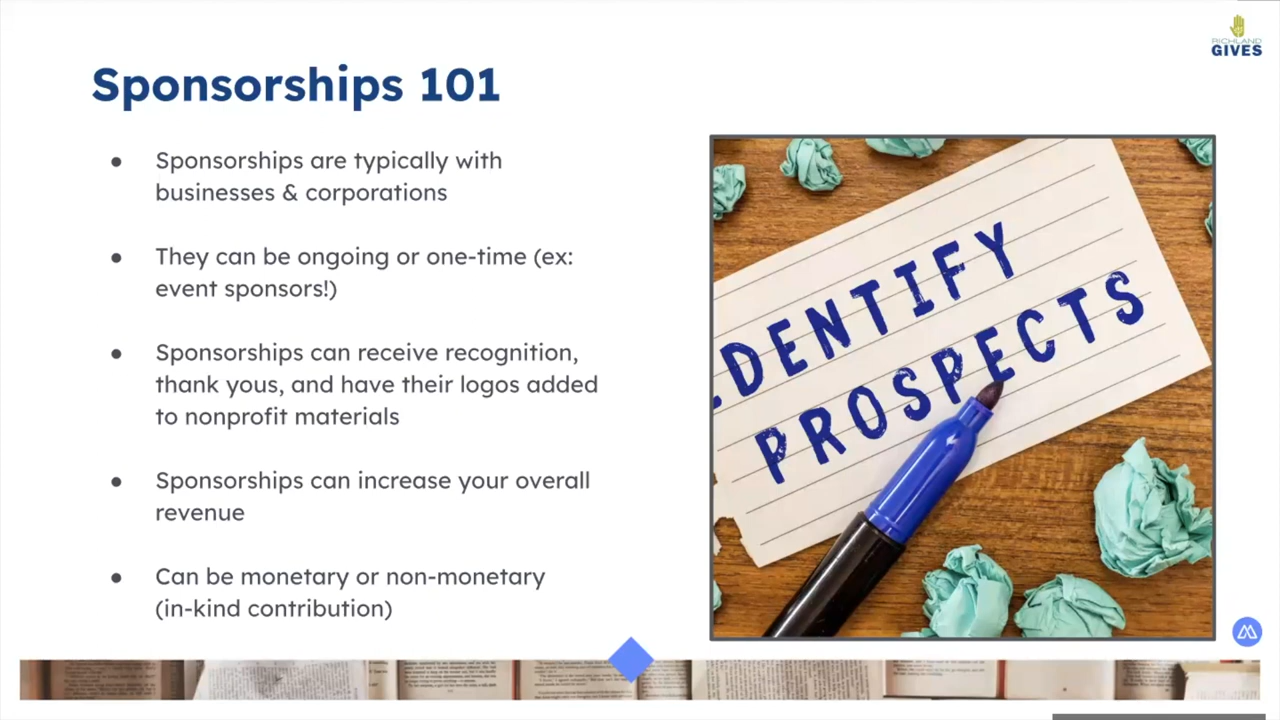 RICHLAND
GIVES
Sponsorships 101
● Sponsorships are typically with
businesses & corporations
● They can be ongoing or one-time (ex:
event sponsors!)
● Sponsorships can receive recognition,
thank yous, and have their logos added
to nonprofit materials
● Sponsorships can increase your overall
revenue
● Can be monetary or non-monetary
(in-kind contribution)
IDENTIFY
PROSPECTS